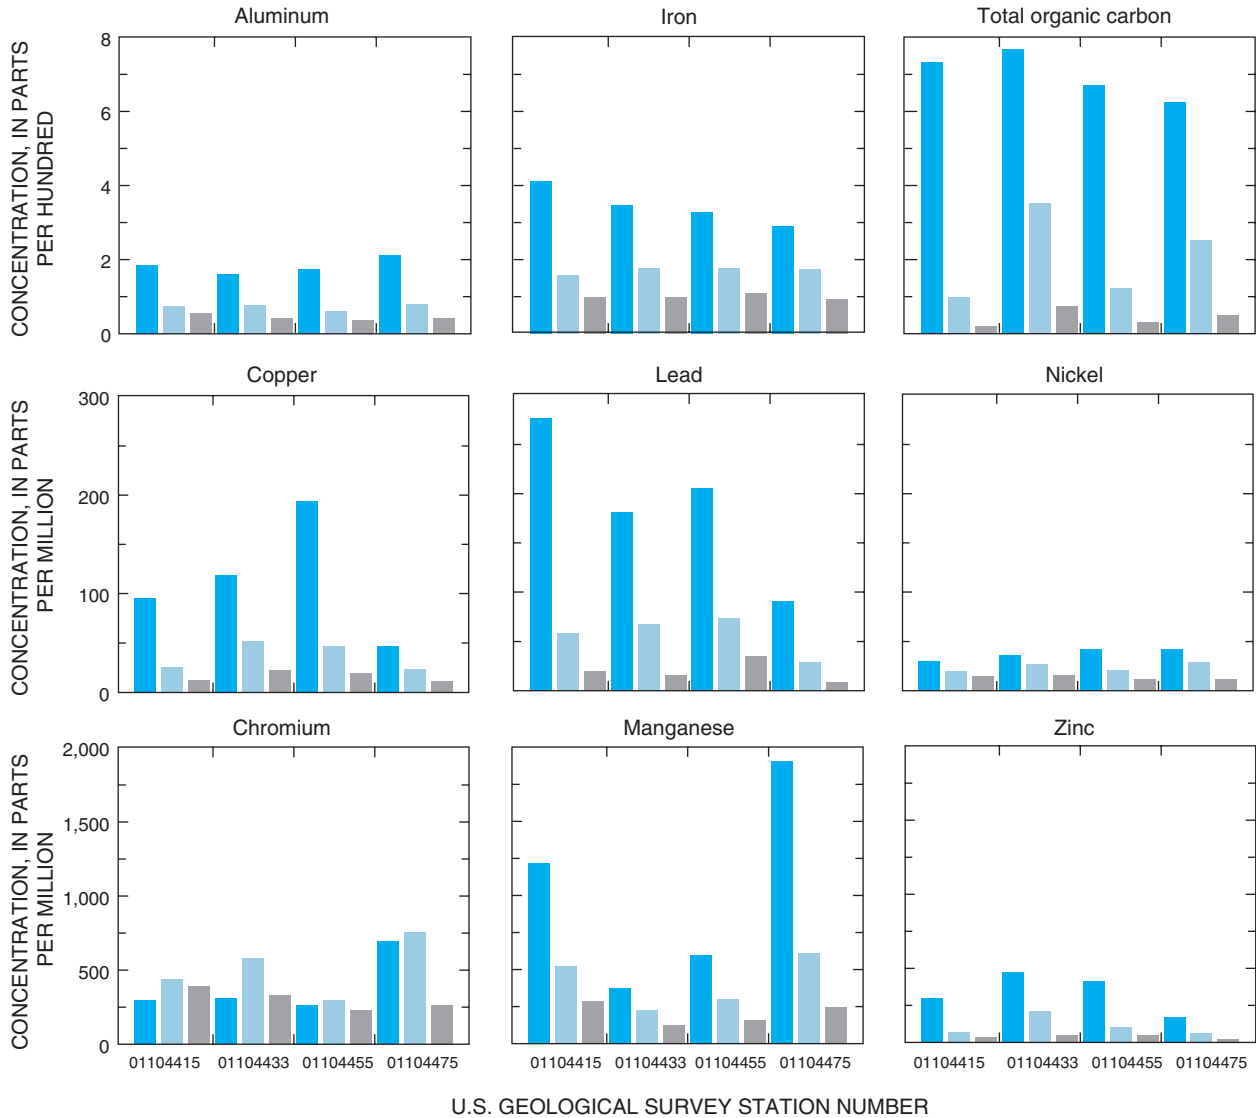 Aluminum
Iron
Total organic carbon
CONCENTRATION, IN PARTS
PER HUNDRED
8
6
4
2
0
Copper
Lead
Nickel
CONCENTRATION, IN PARTS
PER MILLION
300
200
100
0
Chromium
Manganese
Zinc
CONCENTRATION, IN PARTS
PER MILLION
2,000
1,500
1,000
500
0
01104415 01104433 01104455 01104475
01104415 01104433 01104455 01104475
01104415 01104433 01104455 01104475
U.S. GEOLOGICAL SURVEY STATION NUMBER